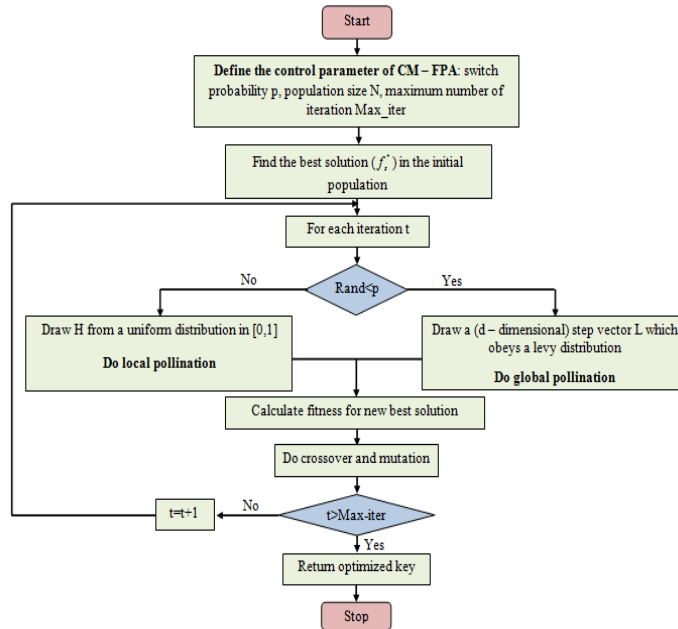 Start
Define the control parameter of CM – FPA: switch
probability p, population size N, maximum number of
iteration Max_iter
Find the best solution (f_s^*) in the initial
population
For each iteration t
No
Rand<p
Yes
Draw H from a uniform distribution in [0,1]
Do local pollination
Draw a (d – dimensional) step vector L which
obeys a levy distribution
Do global pollination
Calculate fitness for new best solution
Do crossover and mutation
t=t+1
No
t>Max-iter
Yes
Return optimized key
Stop